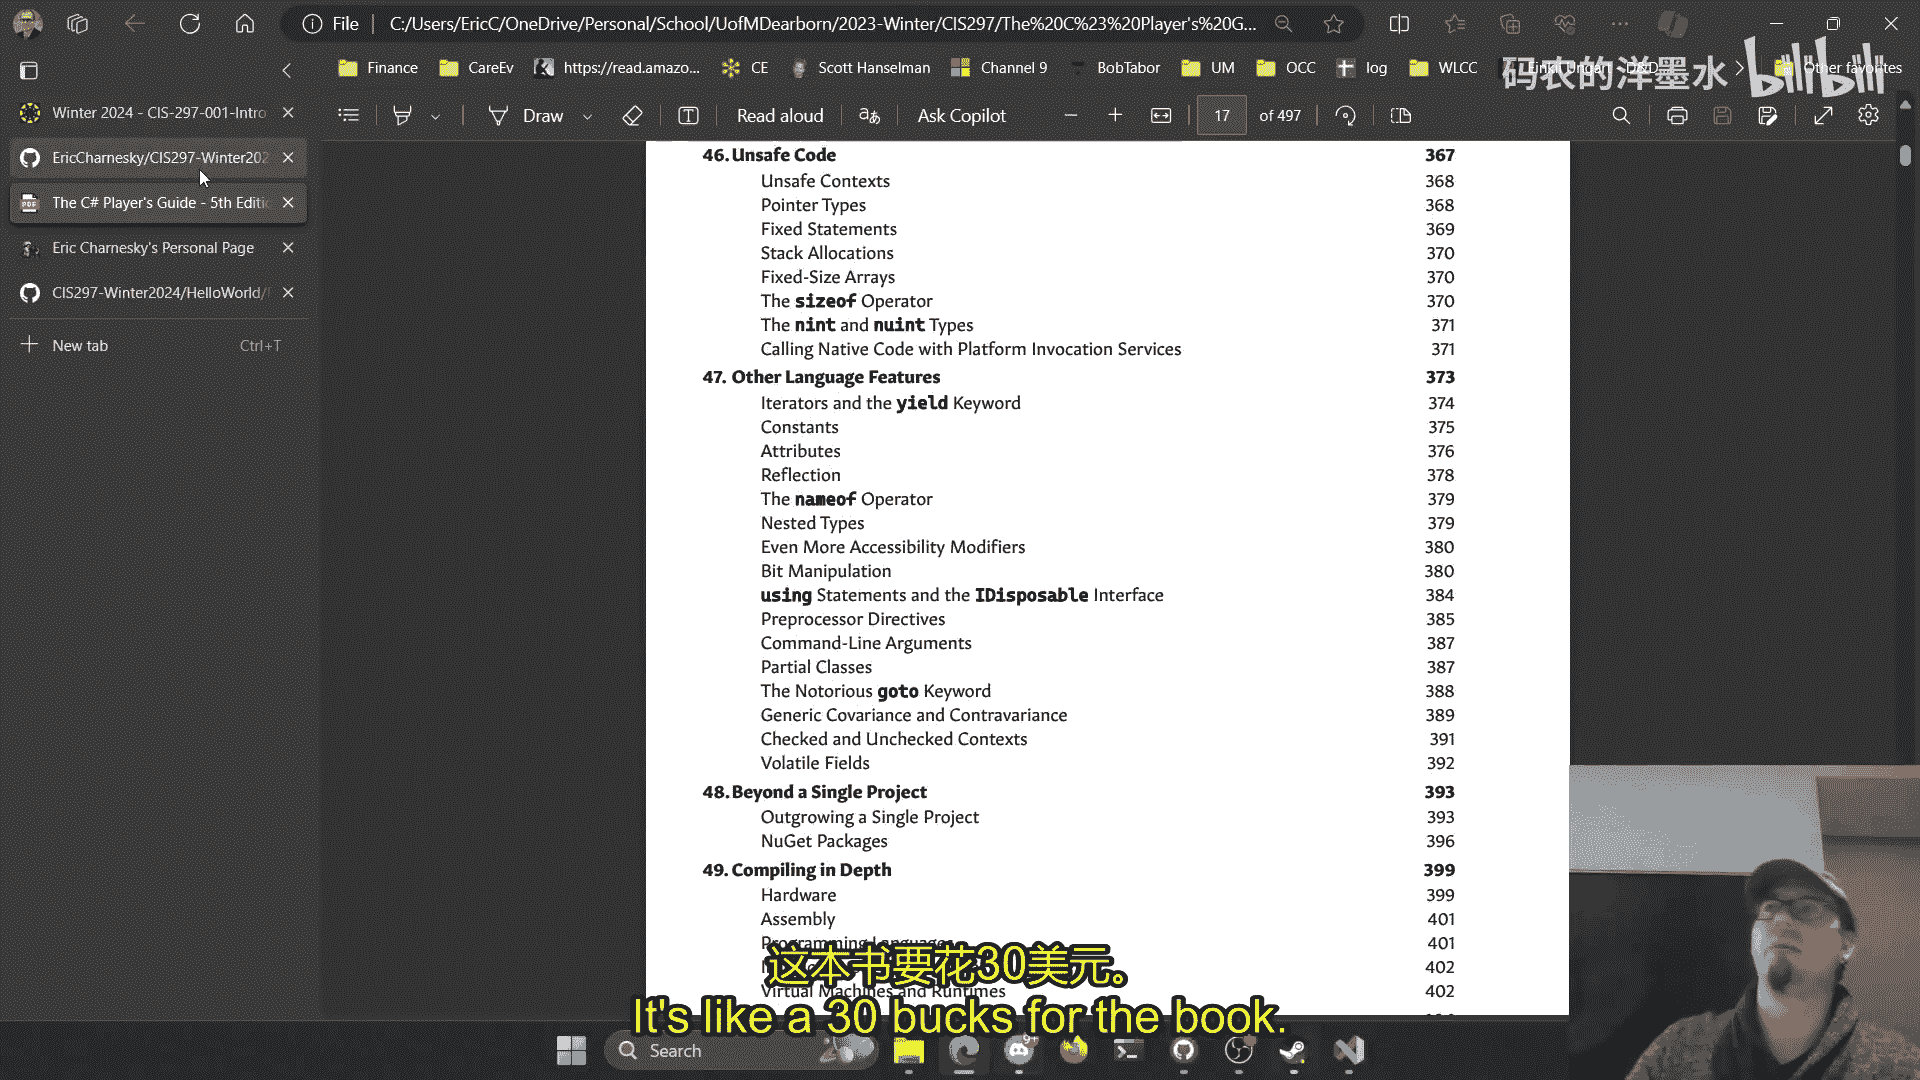 File
C:/Users/EricC/OneDrive/Personal/School/UofMDearborn/2023-Winter/CIS297/The%20C%23%20Player's%20G...
Finance
CareEv
https://read.amazo...
CE
Scott Hanselman
Channel 9
BobTabor
UM
OCC
log
WLCC
Other favorites
码农的洋墨水
bilibili
Winter 2024 - CIS-297-001-Intro
EricCharnesky/CIS297-Winter202
The C# Player's Guide - 5th Editi
Eric Charnesky's Personal Page
CIS297-Winter2024/HelloWorld/
New tab Ctrl+T
Draw
Read aloud
Ask Copilot
17 of 497
46. Unsafe Code 367
Unsafe Contexts 368
Pointer Types 368
Fixed Statements 369
Stack Allocations 370
Fixed-Size Arrays 370
The sizeof Operator 370
The nint and nuint Types 371
Calling Native Code with Platform Invocation Services 371
47. Other Language Features 373
Iterators and the yield Keyword 374
Constants 375
Attributes 376
Reflection 378
The nameof Operator 379
Nested Types 379
Even More Accessibility Modifiers 380
Bit Manipulation 380
using Statements and the IDisposable Interface 384
Preprocessor Directives 385
Command-Line Arguments 387
Partial Classes 387
The Notorious goto Keyword 388
Generic Covariance and Contravariance 389
Checked and Unchecked Contexts 391
Volatile Fields 392
48. Beyond a Single Project 393
Outgrowing a Single Project 393
NuGet Packages 396
49. Compiling in Depth 399
Hardware 399
Assembly 401
Programming Languages 401
402
Virtual Machines and Runtimes 402
这本书要花30美元。
It's like a 30 bucks for the book.
Search
9+